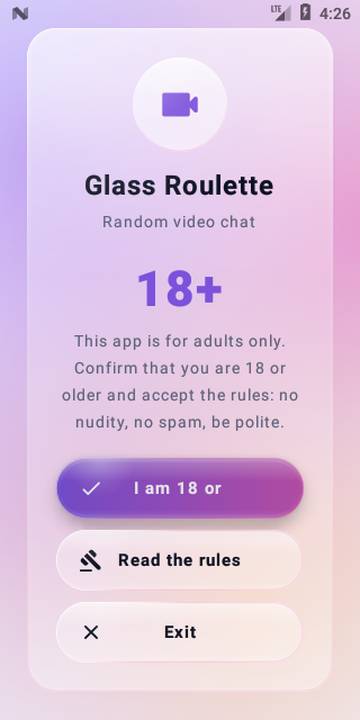 LTE 4:26
Glass Roulette
Random video chat
18+
This app is for adults only.
Confirm that you are 18 or
older and accept the rules: no
nudity, no spam, be polite.
I am 18 or
Read the rules
Exit